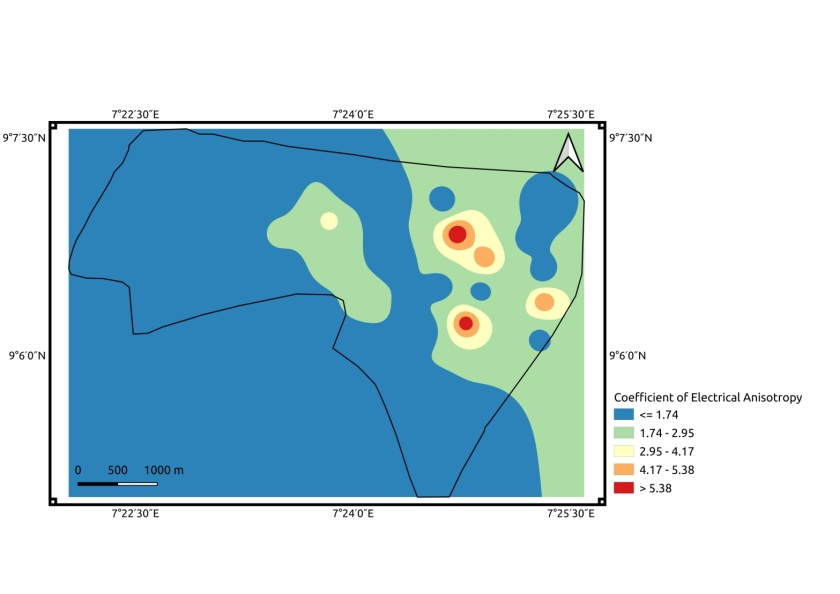 7°22′30″E 7°24′0″E 7°25′30″E
9°7′30″N 9°7′30″N
9°6′0″N 9°6′0″N
Coefficient of Electrical Anisotropy
<= 1.74
1.74 - 2.95
2.95 - 4.17
4.17 - 5.38
> 5.38
0 500 1000 m
7°22′30″E 7°24′0″E 7°25′30″E